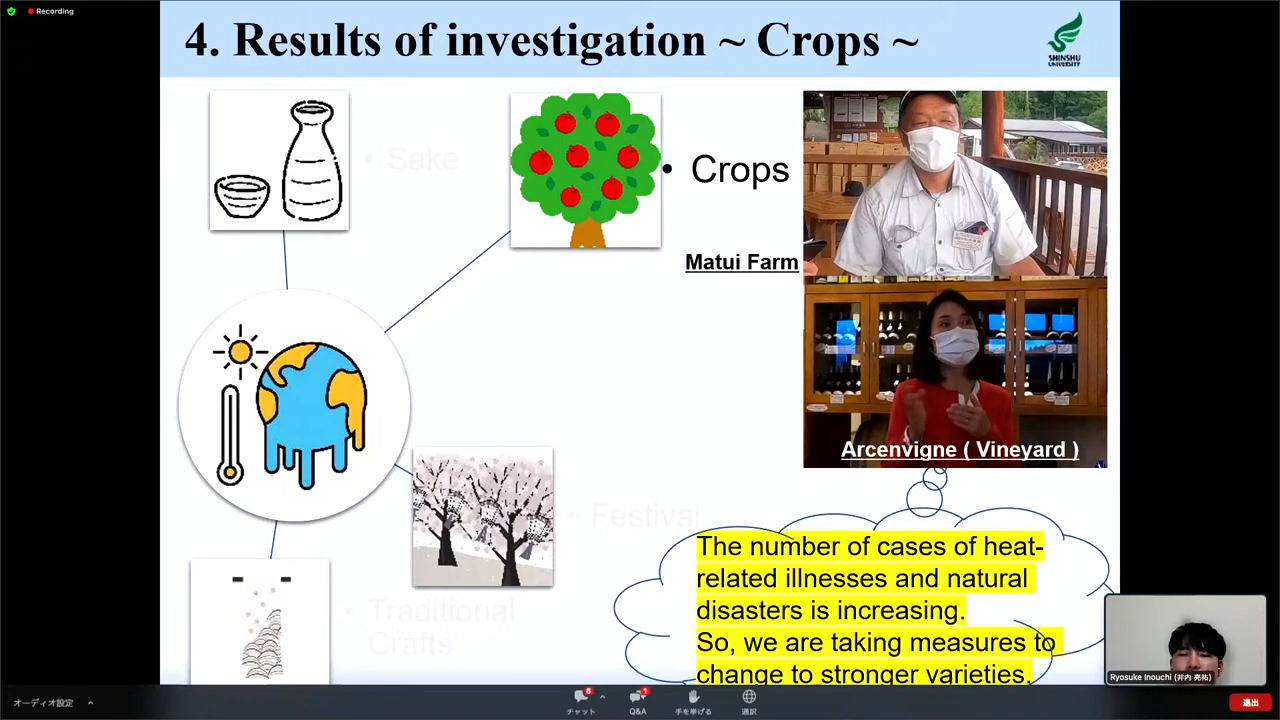 Recording
4. Results of investigation ~ Crops ~
SHINSHU
UNIVERSITY
• Sake
• Crops
Matui Farm
Arcenvigne ( Vineyard )
• Festival
• Traditional
Crafts
The number of cases of heat-
related illnesses and natural
disasters is increasing.
So, we are taking measures to
change to stronger varieties.
Ryosuke Inouchi (井内 亮祐)
オーディオ設定
6
チャット
1
Q&A
手を挙げる
通訳
退出